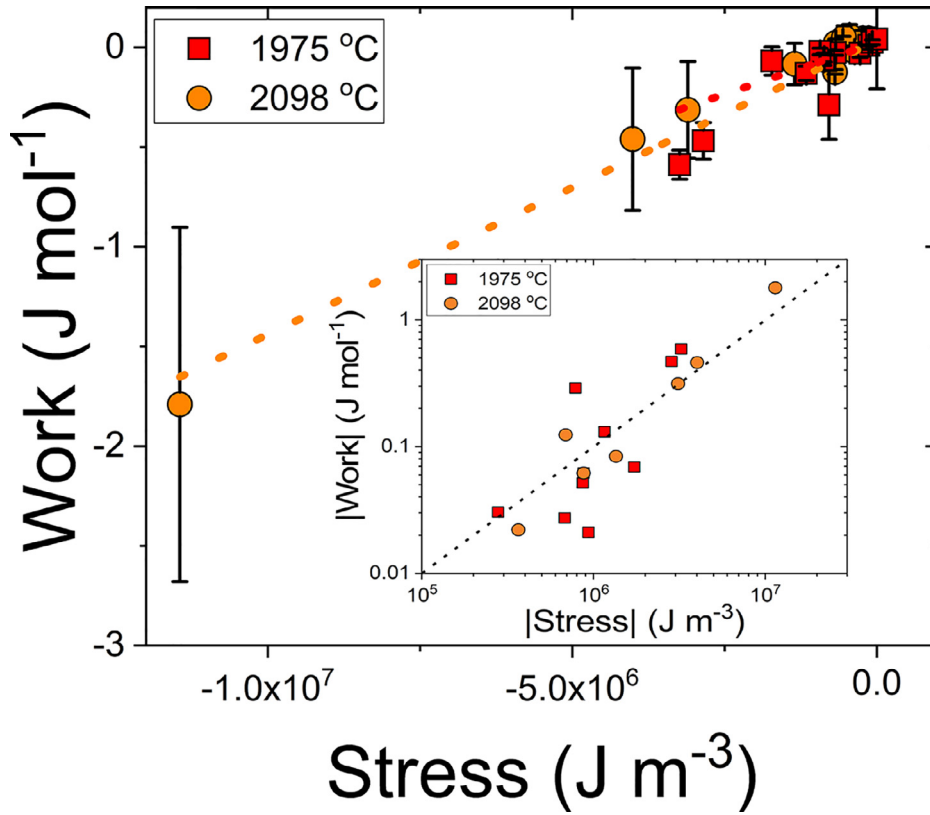 1975 °C
2098 °C
0
-1
-2
-3
Work (J mol⁻¹)
-1.0x10⁷
-5.0x10⁶
0.0
Stress (J m⁻³)
1975 °C
2098 °C
1
0.1
0.01
|Work| (J mol⁻¹)
10⁵
10⁶
10⁷
|Stress| (J m⁻³)